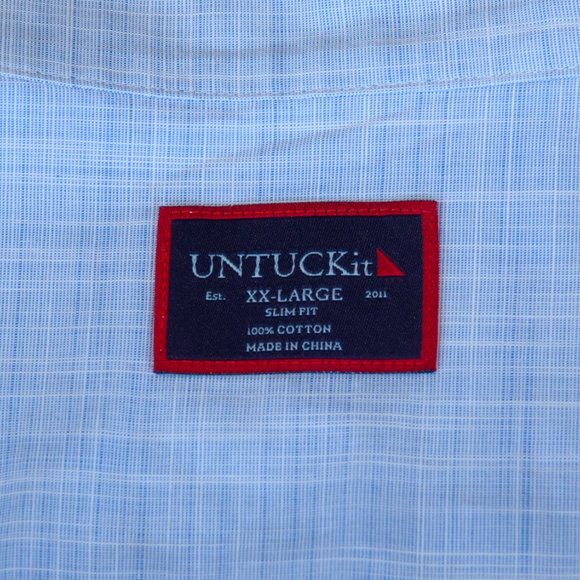 UNTUCKit
Est. XX-LARGE 2011
SLIM FIT
100% COTTON
MADE IN CHINA